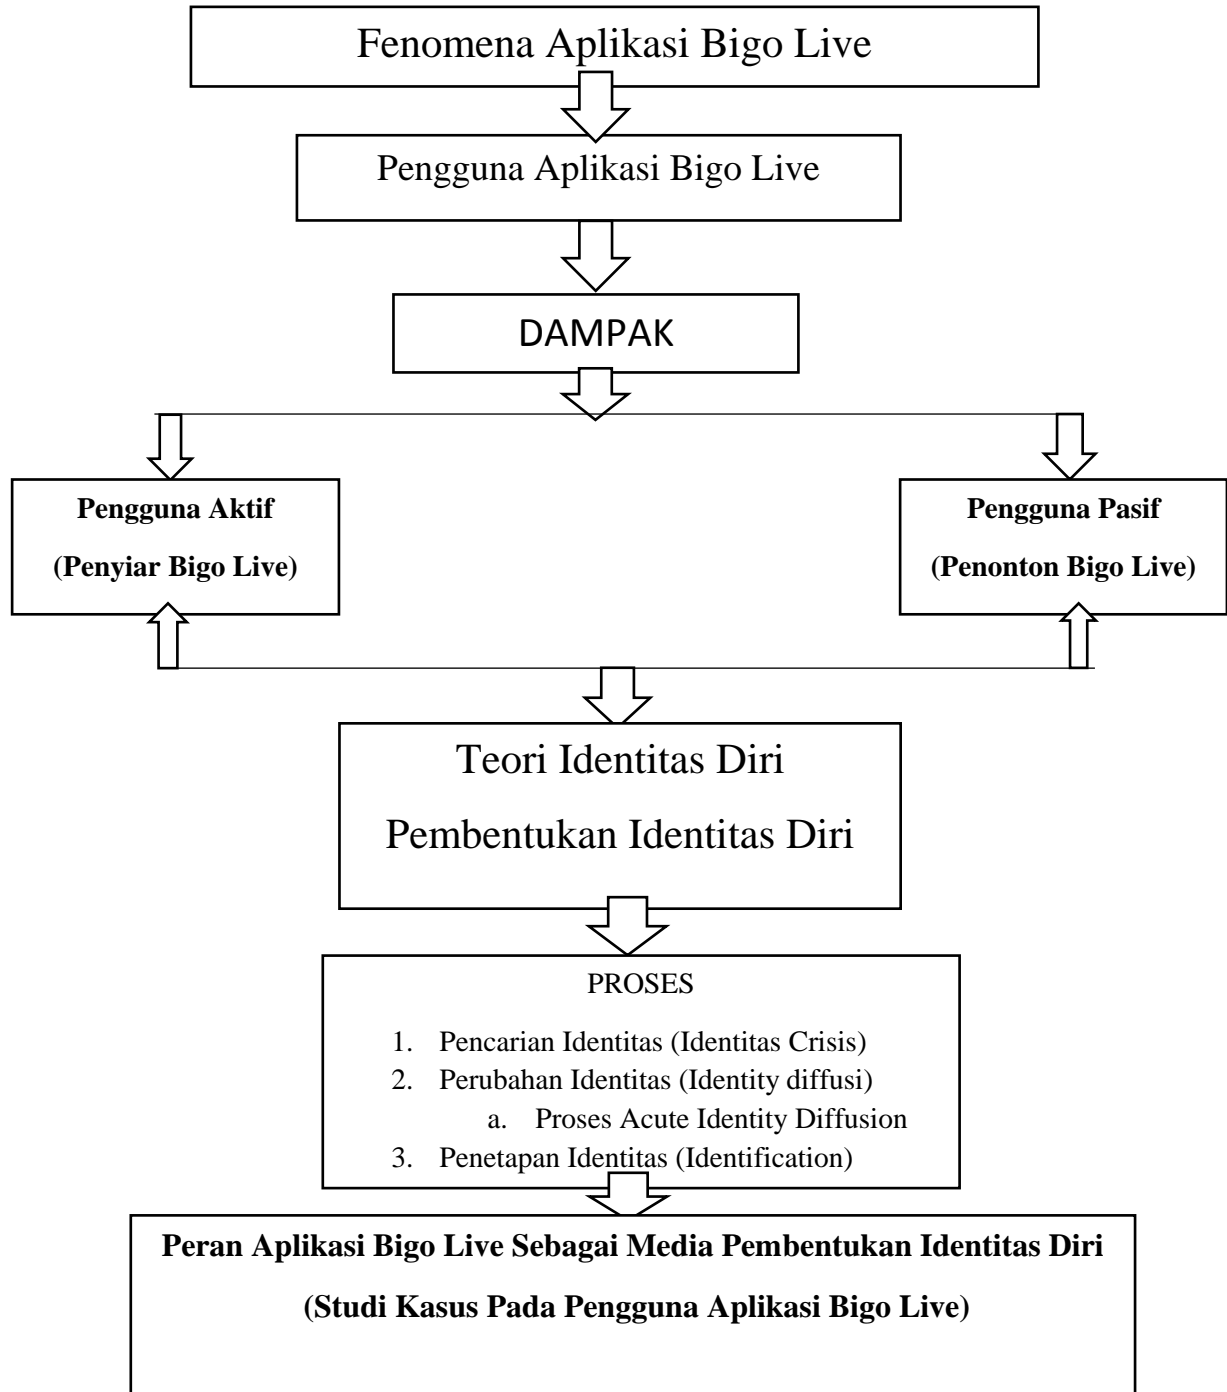 Fenomena Aplikasi Bigo Live
Pengguna Aplikasi Bigo Live
DAMPAK
Pengguna Aktif
(Penyiar Bigo Live)
Pengguna Pasif
(Penonton Bigo Live)
Teori Identitas Diri
Pembentukan Identitas Diri
PROSES
1. Pencarian Identitas (Identitas Crisis)
2. Perubahan Identitas (Identity diffusi)
a. Proses Acute Identity Diffusion
3. Penetapan Identitas (Identification)
Peran Aplikasi Bigo Live Sebagai Media Pembentukan Identitas Diri
(Studi Kasus Pada Pengguna Aplikasi Bigo Live)